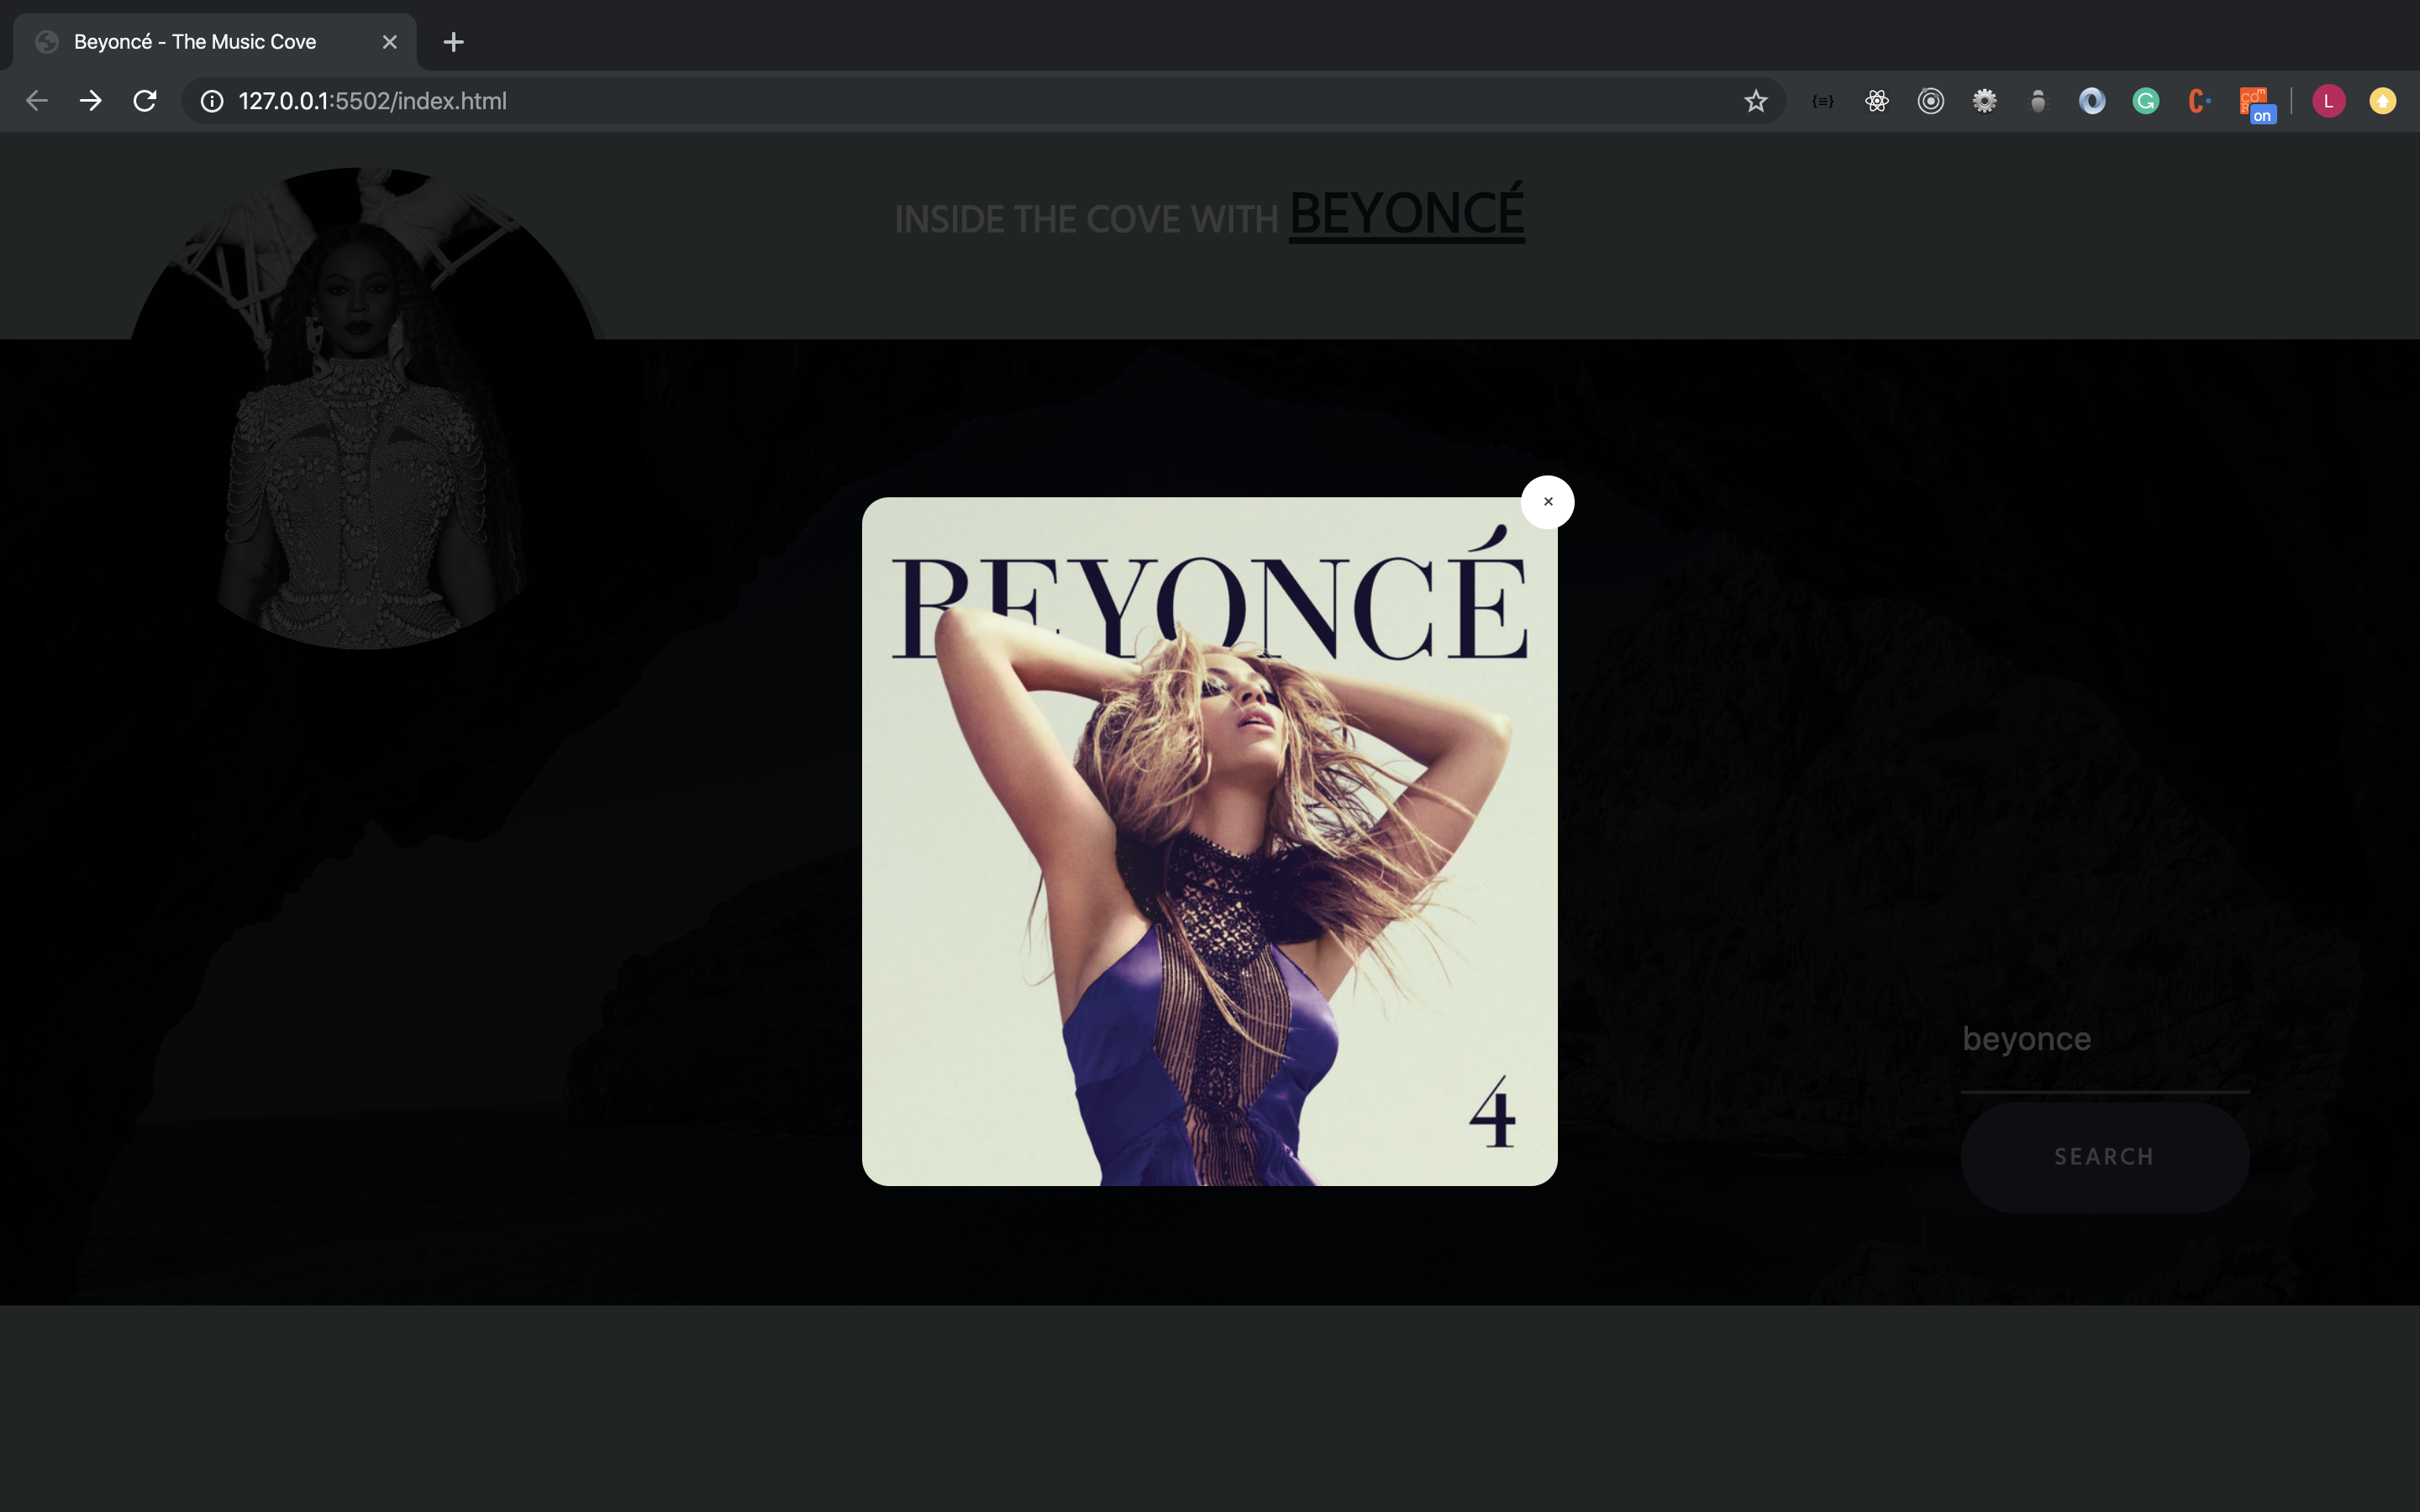 Beyoncé - The Music Cove
127.0.0.1:5502/index.html
L
on
INSIDE THE COVE WITH BEYONCÉ
×
BEYONCÉ
4
beyonce
SEARCH